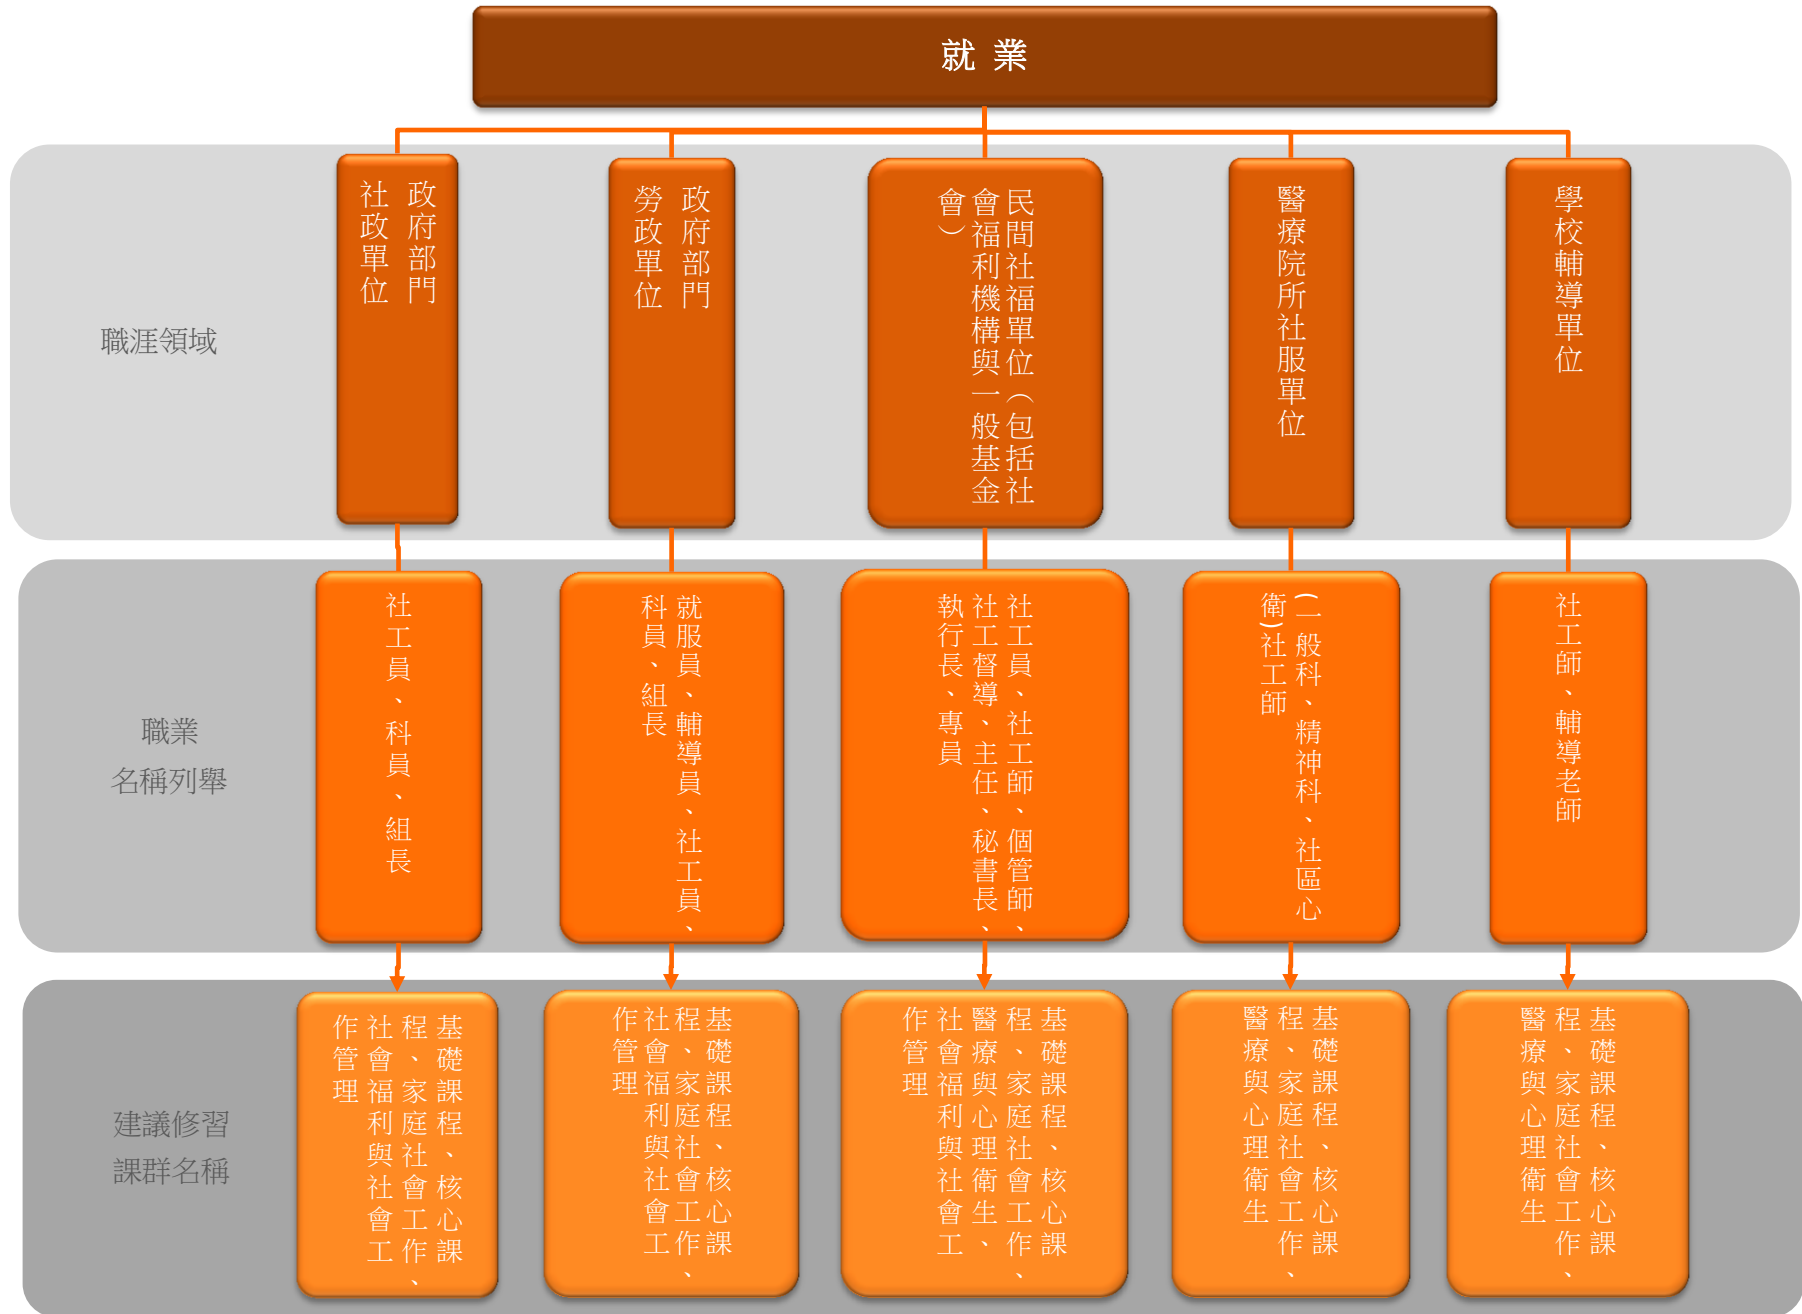 就 業
職涯領域
政府部門
社政單位
政府部門
勞政單位
民間社福單位（包括社
會福利機構與一般基金
會）
醫療院所社服單位
學校輔導單位
職業
名稱列舉
社工員、科員、組長
就服員、輔導員、社工員、
科員、組長
社工員、社工師、個管師、
社工督導、主任、秘書長、
執行長、專員
(一般科、精神科、社區心
衛)社工師
社工師、輔導老師
建議修習
課群名稱
基礎課程、核心課
程、家庭社會工作、
社會福利與社會工
作管理
基礎課程、核心課
程、家庭社會工作、
社會福利與社會工
作管理
基礎課程、核心課
程、家庭社會工作、
醫療與心理衛生、
社會福利與社會工
作管理
基礎課程、核心課
程、家庭社會工作、
醫療與心理衛生
基礎課程、核心課
程、家庭社會工作、
醫療與心理衛生